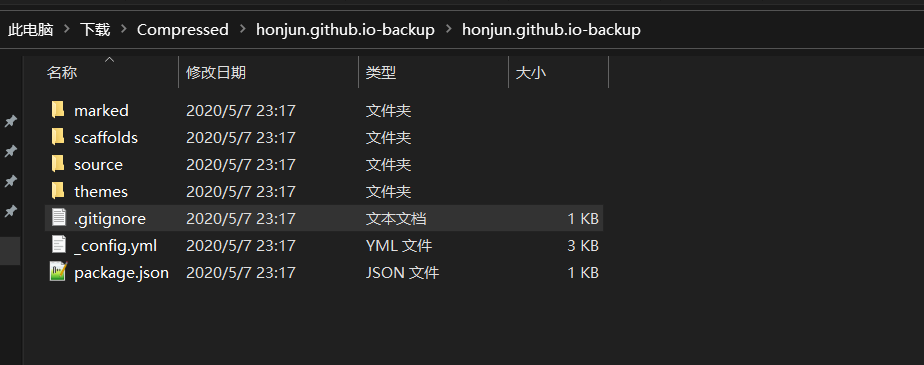 此电脑 > 下载 > Compressed > honjun.github.io-backup > honjun.github.io-backup
名称 修改日期 类型 大小
marked 2020/5/7 23:17 文件夹
scaffolds 2020/5/7 23:17 文件夹
source 2020/5/7 23:17 文件夹
themes 2020/5/7 23:17 文件夹
.gitignore 2020/5/7 23:17 文本文档 1 KB
_config.yml 2020/5/7 23:17 YML 文件 3 KB
package.json 2020/5/7 23:17 JSON 文件 1 KB